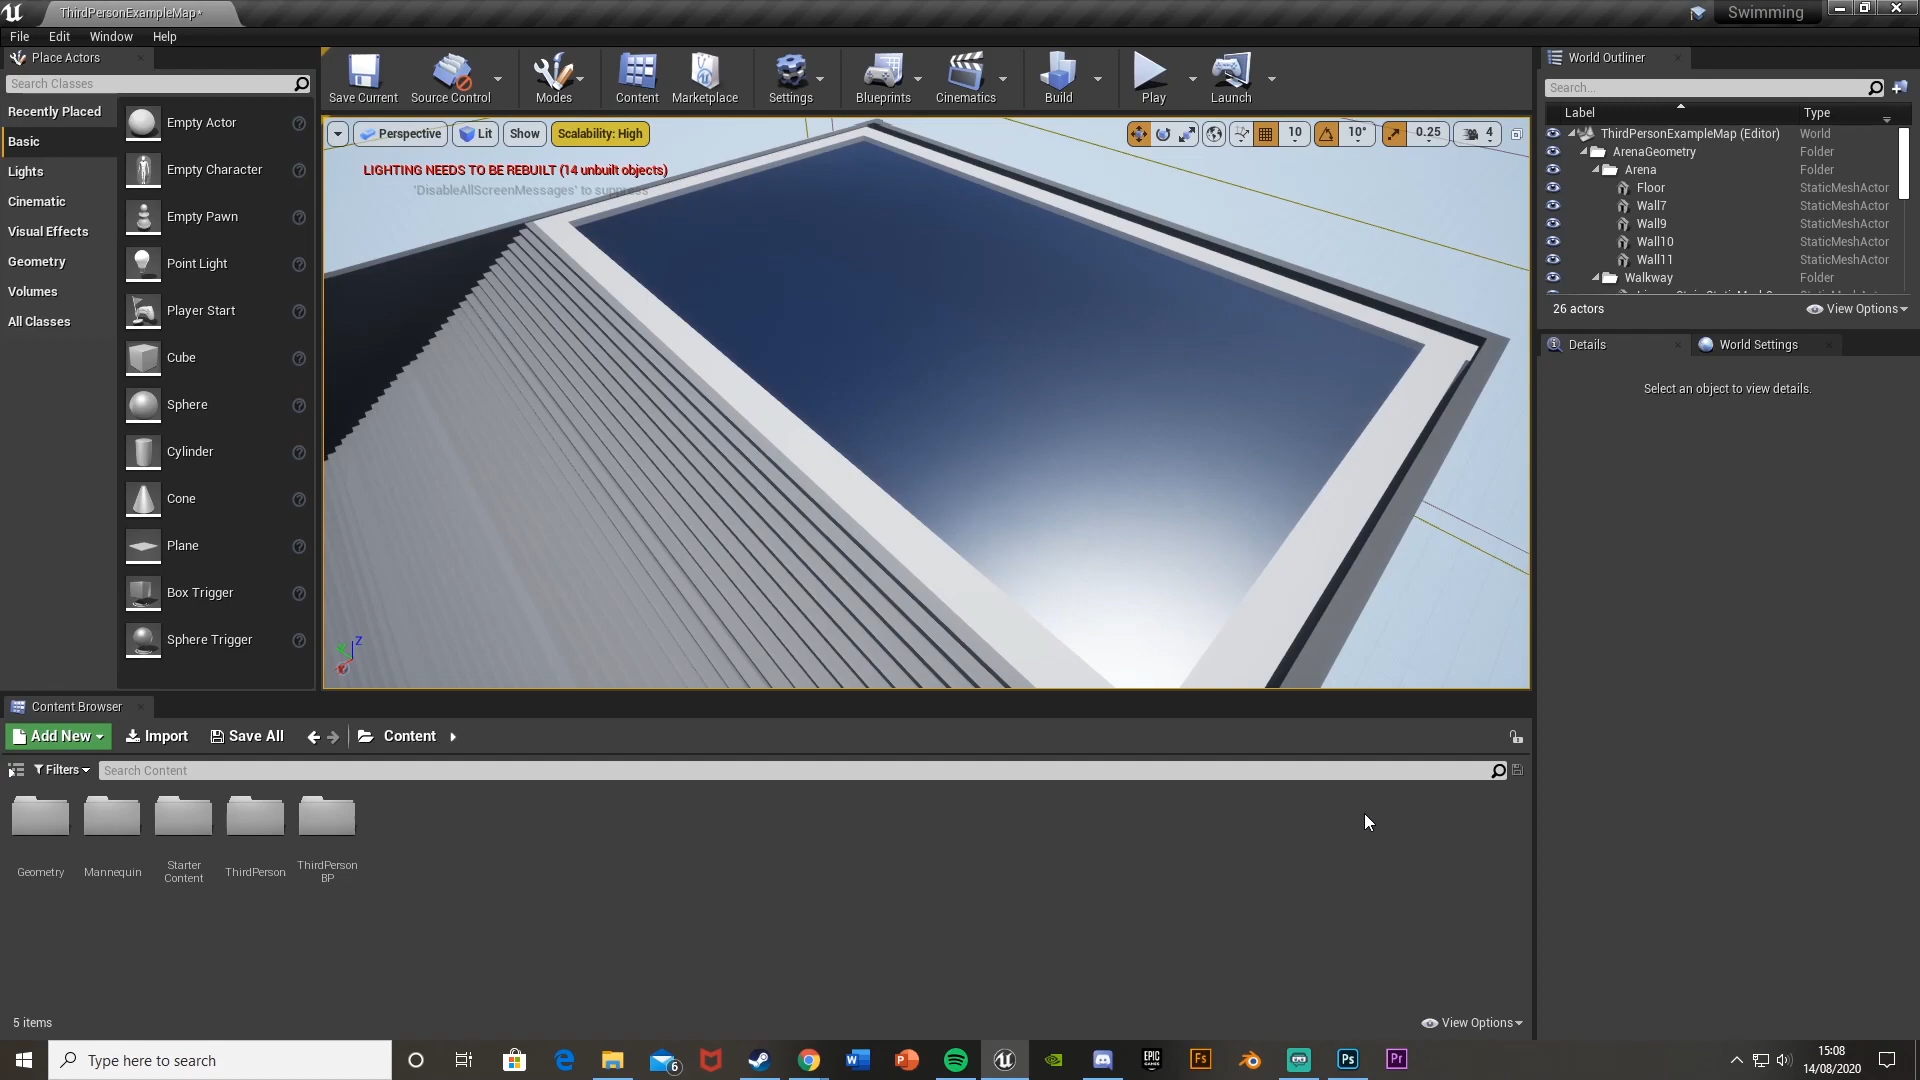 ThirdPersonExampleMap*
Swimming
File Edit Window Help
Place Actors
Search Classes
Recently Placed
Basic
Lights
Cinematic
Visual Effects
Geometry
Volumes
All Classes
Empty Actor
Empty Character
Empty Pawn
Point Light
Player Start
Cube
Sphere
Cylinder
Cone
Plane
Box Trigger
Sphere Trigger
Save Current Source Control Modes Content Marketplace Settings Blueprints Cinematics Build Play Launch
Perspective Lit Show Scalability: High 10 10° 0.25 4
LIGHTING NEEDS TO BE REBUILT (14 unbuilt objects)
'DisableAllScreenMessages' to suppress
Z
World Outliner
Search...
Label Type
ThirdPersonExampleMap (Editor) World
ArenaGeometry Folder
Arena Folder
Floor StaticMeshActor
Wall7 StaticMeshActor
Wall9 StaticMeshActor
Wall10 StaticMeshActor
Wall11 StaticMeshActor
Walkway Folder
26 actors View Options
Details World Settings
Select an object to view details.
Content Browser
Add New Import Save All Content
Filters Search Content
Geometry
Mannequin
Starter
Content
ThirdPerson
ThirdPerson
BP
5 items View Options
Type here to search
6
EPIC
GAMES
Fs
Ps
Pr
15:08
14/08/2020